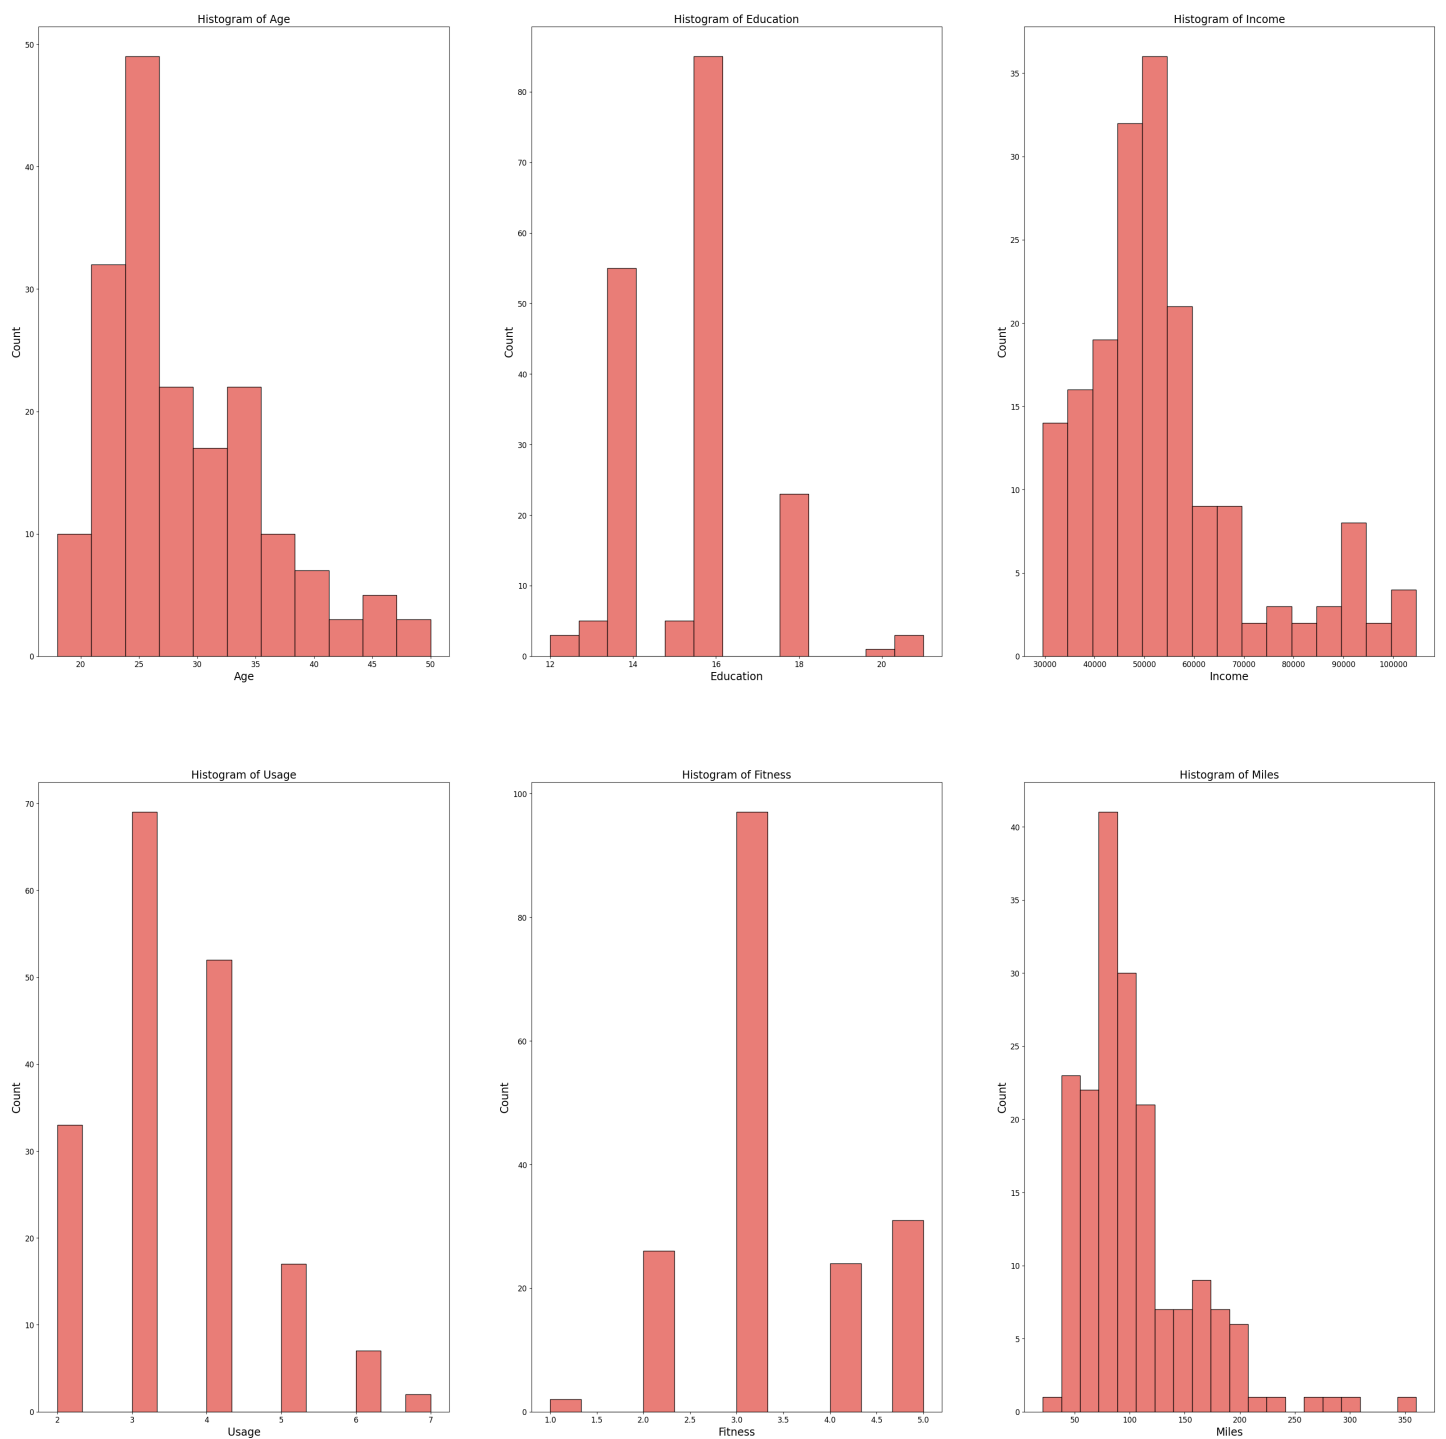 Histogram of Age
50
40
30
20
10
0
Count
20 25 30 35 40 45 50
Age
Histogram of Education
80
70
60
50
40
30
20
10
0
Count
12 14 16 18 20
Education
Histogram of Income
35
30
25
20
15
10
5
0
Count
30000 40000 50000 60000 70000 80000 90000 100000
Income
Histogram of Usage
70
60
50
40
30
20
10
0
Count
2 3 4 5 6 7
Usage
Histogram of Fitness
100
80
60
40
20
0
Count
1.0 1.5 2.0 2.5 3.0 3.5 4.0 4.5 5.0
Fitness
Histogram of Miles
40
35
30
25
20
15
10
5
0
Count
50 100 150 200 250 300 350
Miles